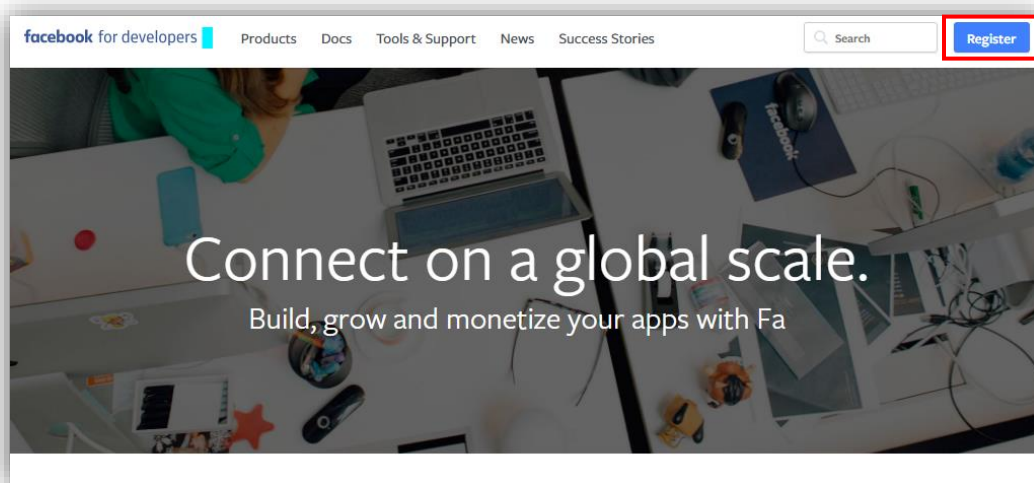 facebook for developers Products Docs Tools & Support News Success Stories Search Register
facebook
Connect on a global scale.
Build, grow and monetize your apps with Fa